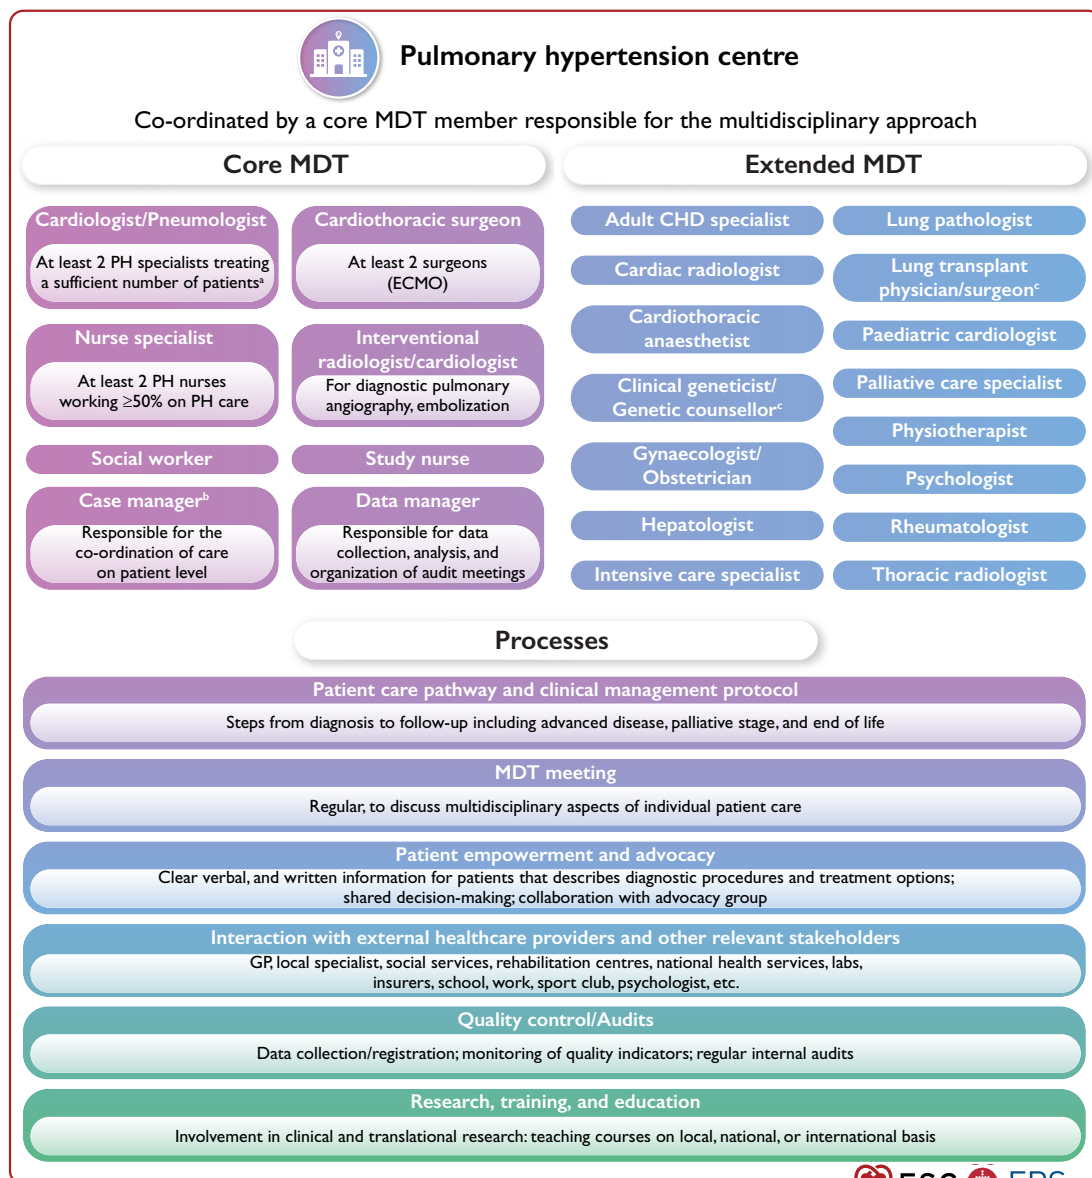 Pulmonary hypertension centre
Co-ordinated by a core MDT member responsible for the multidisciplinary approach
Core MDT
Cardiologist/Pneumologist
At least 2 PH specialists treating
a sufficient number of patientsᵃ
Cardiothoracic surgeon
At least 2 surgeons
(ECMO)
Nurse specialist
At least 2 PH nurses
working ≥50% on PH care
Interventional
radiologist/cardiologist
For diagnostic pulmonary
angiography, embolization
Social worker
Study nurse
Case managerᵇ
Responsible for the
co-ordination of care
on patient level
Data manager
Responsible for data
collection, analysis, and
organization of audit meetings
Extended MDT
Adult CHD specialist
Cardiac radiologist
Cardiothoracic
anaesthetist
Clinical geneticist/
Genetic counsellorᶜ
Gynaecologist/
Obstetrician
Hepatologist
Intensive care specialist
Lung pathologist
Lung transplant
physician/surgeonᶜ
Paediatric cardiologist
Palliative care specialist
Physiotherapist
Psychologist
Rheumatologist
Thoracic radiologist
Processes
Patient care pathway and clinical management protocol
Steps from diagnosis to follow-up including advanced disease, palliative stage, and end of life
MDT meeting
Regular, to discuss multidisciplinary aspects of individual patient care
Patient empowerment and advocacy
Clear verbal, and written information for patients that describes diagnostic procedures and treatment options;
shared decision-making; collaboration with advocacy group
Interaction with external healthcare providers and other relevant stakeholders
GP, local specialist, social services, rehabilitation centres, national health services, labs,
insurers, school, work, sport club, psychologist, etc.
Quality control/Audits
Data collection/registration; monitoring of quality indicators; regular internal audits
Research, training, and education
Involvement in clinical and translational research: teaching courses on local, national, or international basis